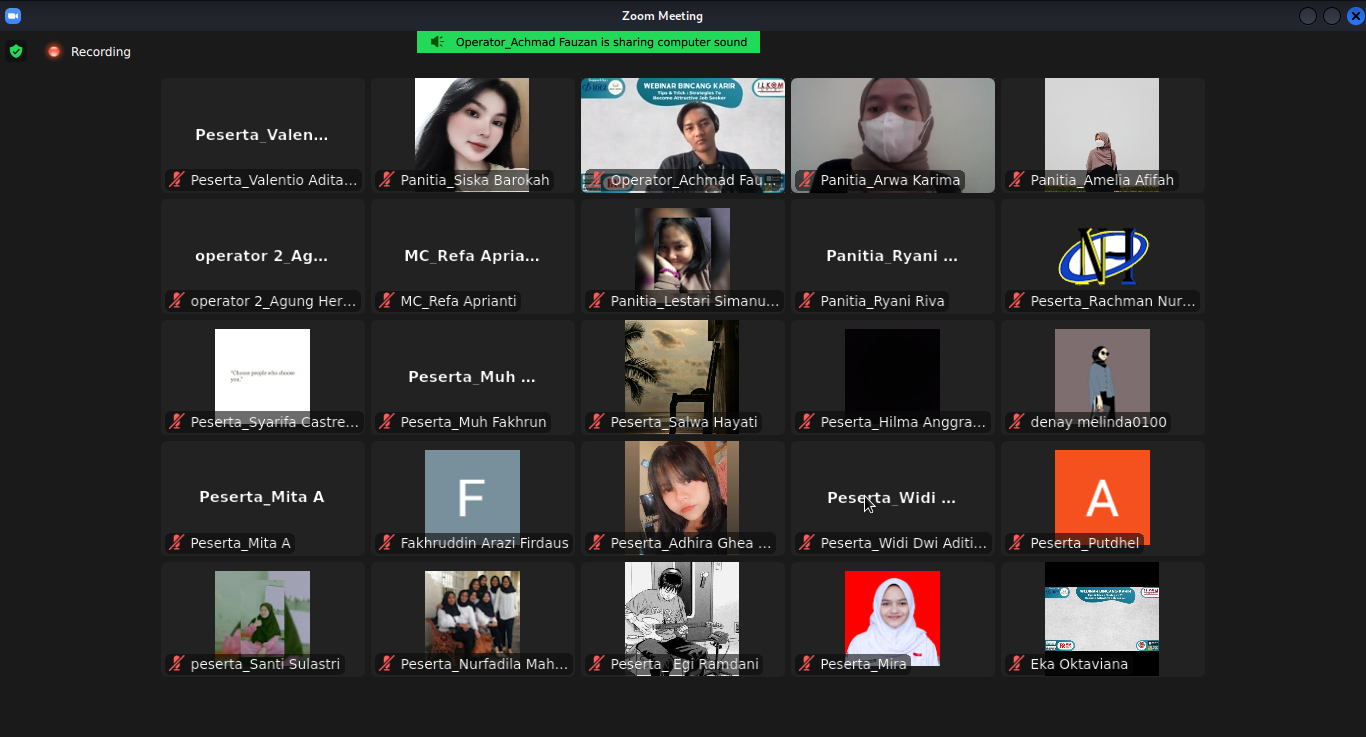 Zoom Meeting
Recording
Operator_Achmad Fauzan is sharing computer sound
Peserta_Valen...
Peserta_Valentio Adita...
Panitia_Siska Barokah
WEBINAR BINCANG KARIR
Tips & Trick : Strategies To
Become Attractive Job Seeker
Operator_Achmad Fau...
Panitia_Arwa Karima
Panitia_Amelia Afifah
operator 2_Ag...
operator 2_Agung Her...
MC_Refa Apria...
MC_Refa Aprianti
Panitia_Lestari Simanu...
Panitia_Ryani ...
Panitia_Ryani Riva
Peserta_Rachman Nur...
"Choose people who choose
you."
Peserta_Syarifa Castre...
Peserta_Muh ...
Peserta_Muh Fakhrun
Peserta_Salwa Hayati
Peserta_Hilma Anggra...
denay melinda0100
Peserta_Mita A
Peserta_Mita A
F
Fakhruddin Arazi Firdaus
Peserta_Adhira Ghea ...
Peserta_Widi ...
Peserta_Widi Dwi Aditi...
A
Peserta_Putdhel
peserta_Santi Sulastri
Peserta_Nurfadila Mah...
Peserta_ Egi Ramdani
Peserta_Mira
WEBINAR BINCANG KARIR
Eka Oktaviana